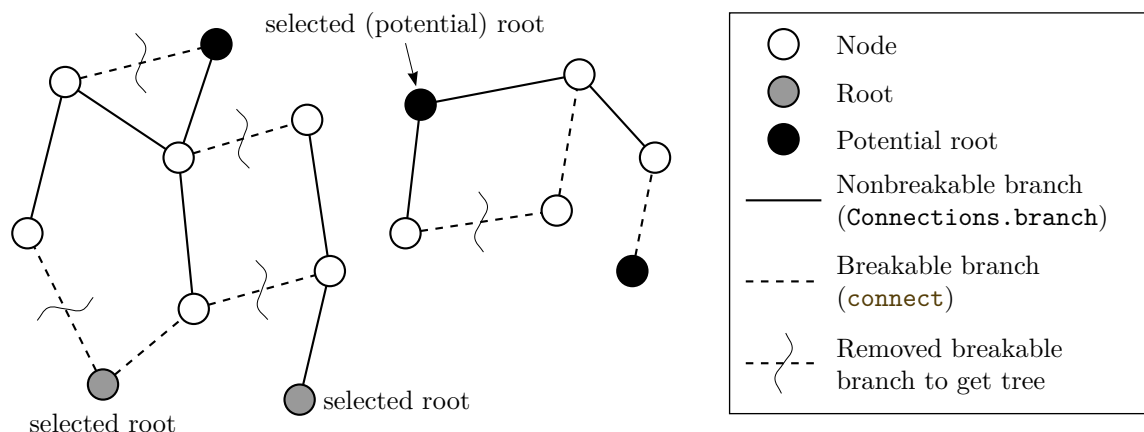 selected (potential) root
selected root
selected root
Node
Root
Potential root
Nonbreakable branch
(Connections.branch)
Breakable branch
(connect)
Removed breakable
branch to get tree